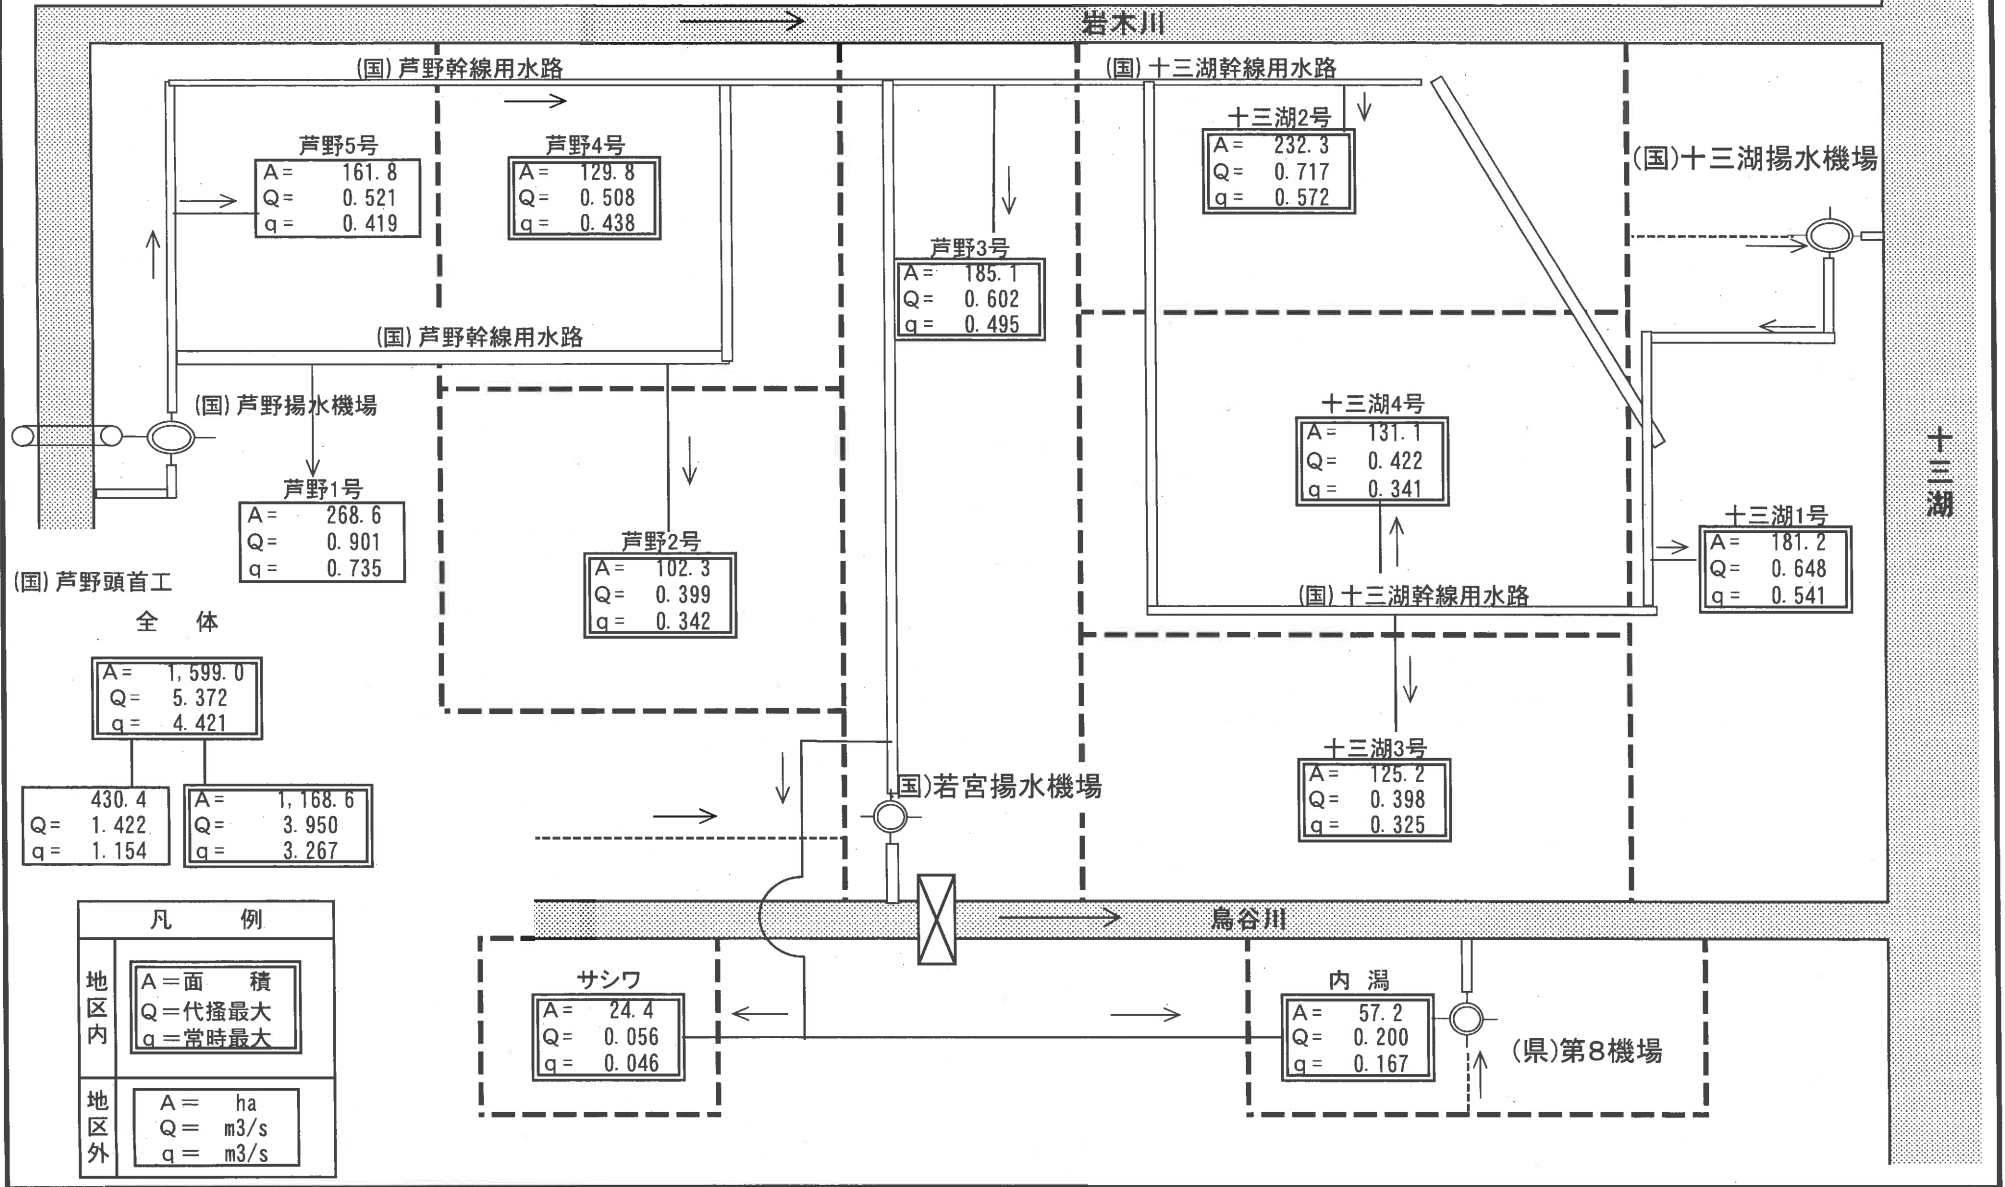 岩木川
(国)芦野幹線用水路
(国)十三湖幹線用水路
芦野5号
A= 161.8
Q= 0.521
q= 0.419
芦野4号
A= 129.8
Q= 0.508
q= 0.438
十三湖2号
A= 232.3
Q= 0.717
q= 0.572
(国)十三湖揚水機場
芦野3号
A= 185.1
Q= 0.602
q= 0.495
(国)芦野幹線用水路
(国)芦野揚水機場
十三湖4号
A= 131.1
Q= 0.422
q= 0.341
十三湖
芦野1号
A= 268.6
Q= 0.901
q= 0.735
芦野2号
A= 102.3
Q= 0.399
q= 0.342
十三湖1号
A= 181.2
Q= 0.648
q= 0.541
(国)芦野頭首工
(国)十三湖幹線用水路
全 体
A= 1,599.0
Q= 5.372
q= 4.421
430.4
Q= 1.422
q= 1.154
A= 1,168.6
Q= 3.950
q= 3.267
国)若宮揚水機場
十三湖3号
A= 125.2
Q= 0.398
q= 0.325
鳥谷川
凡 例
地区内
A=面 積
Q=代掻最大
q=常時最大
地区外
A= ha
Q= m3/s
q= m3/s
サシワ
A= 24.4
Q= 0.056
q= 0.046
内 潟
A= 57.2
Q= 0.200
q= 0.167
(県)第8機場